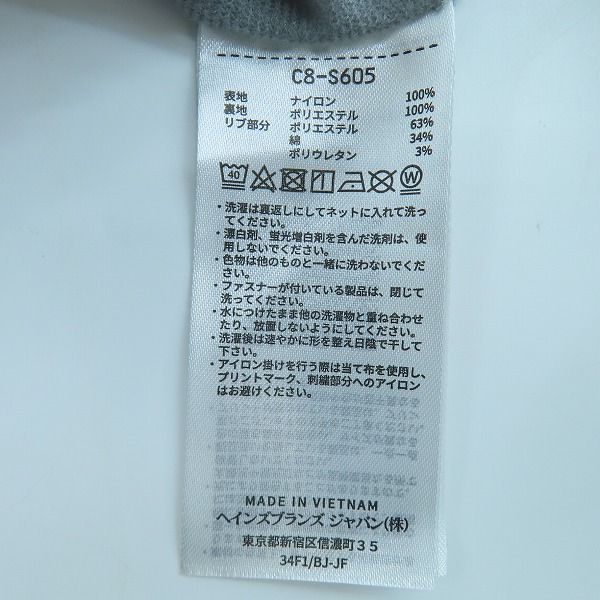 C8-S605
表地 ナイロン 100%
裏地 ポリエステル 100%
リブ部分 ポリエステル 63%
綿 34%
ポリウレタン 3%
40 W
・洗濯は裏返しにしてネットに入れて洗っ
てください。
・漂白剤、蛍光増白剤を含んだ洗剤は、使
用しないでください。
・色物は他のものと一緒に洗わないでくだ
さい。
・ファスナーが付いている製品は、閉じて
洗ってください。
・水につけたまま他の洗濯物と重ね合わせ
たり、放置しないようにしてください。
・洗濯後は速やかに形を整え日陰で干して
下さい。
・アイロン掛けを行う際は当て布を使用し、
プリントマーク、刺繍部分へのアイロン
はお避けください。
MADE IN VIETNAM
ヘインズブランズ ジャパン(株)
東京都新宿区信濃町35
34F1/BJ-JF